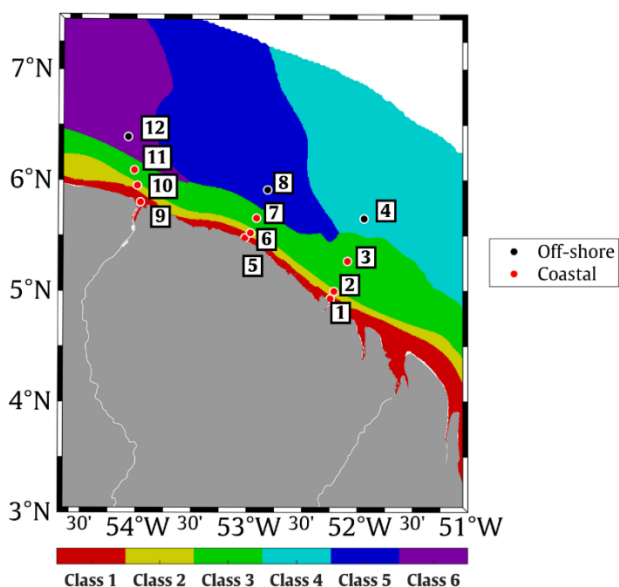 7°N
12
11
6°N
10
8
7
4
9
6
3
5
5°N
2
1
4°N
3°N
30' 54°W 30' 53°W 30' 52°W 30' 51°W
Off-shore
Coastal
Class 1 Class 2 Class 3 Class 4 Class 5 Class 6